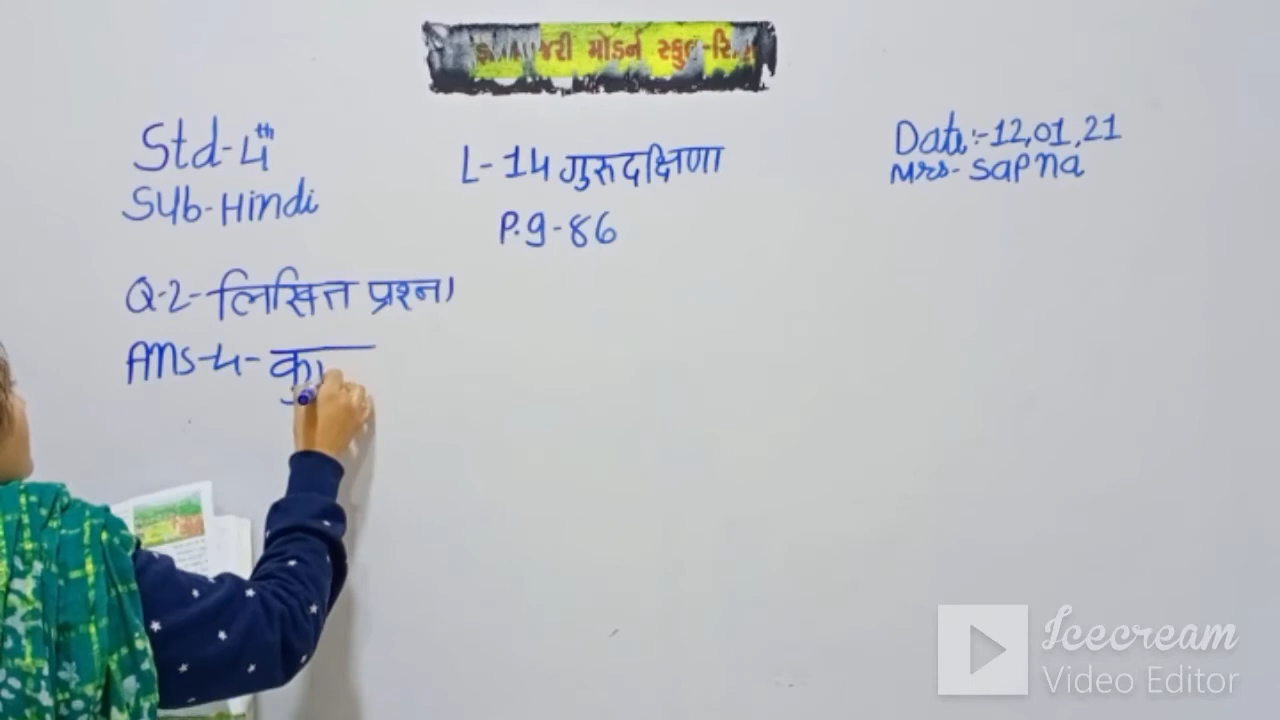 મોડર્ન સ્કુલ
Std-4th
Sub-Hindi
L-14 गुरुदक्षिणा
P.g-86
Date:-12,01,21
Mrs-Sapna
Q-2-लिखित प्रश्न।
Ans-4-
Icecream
Video Editor